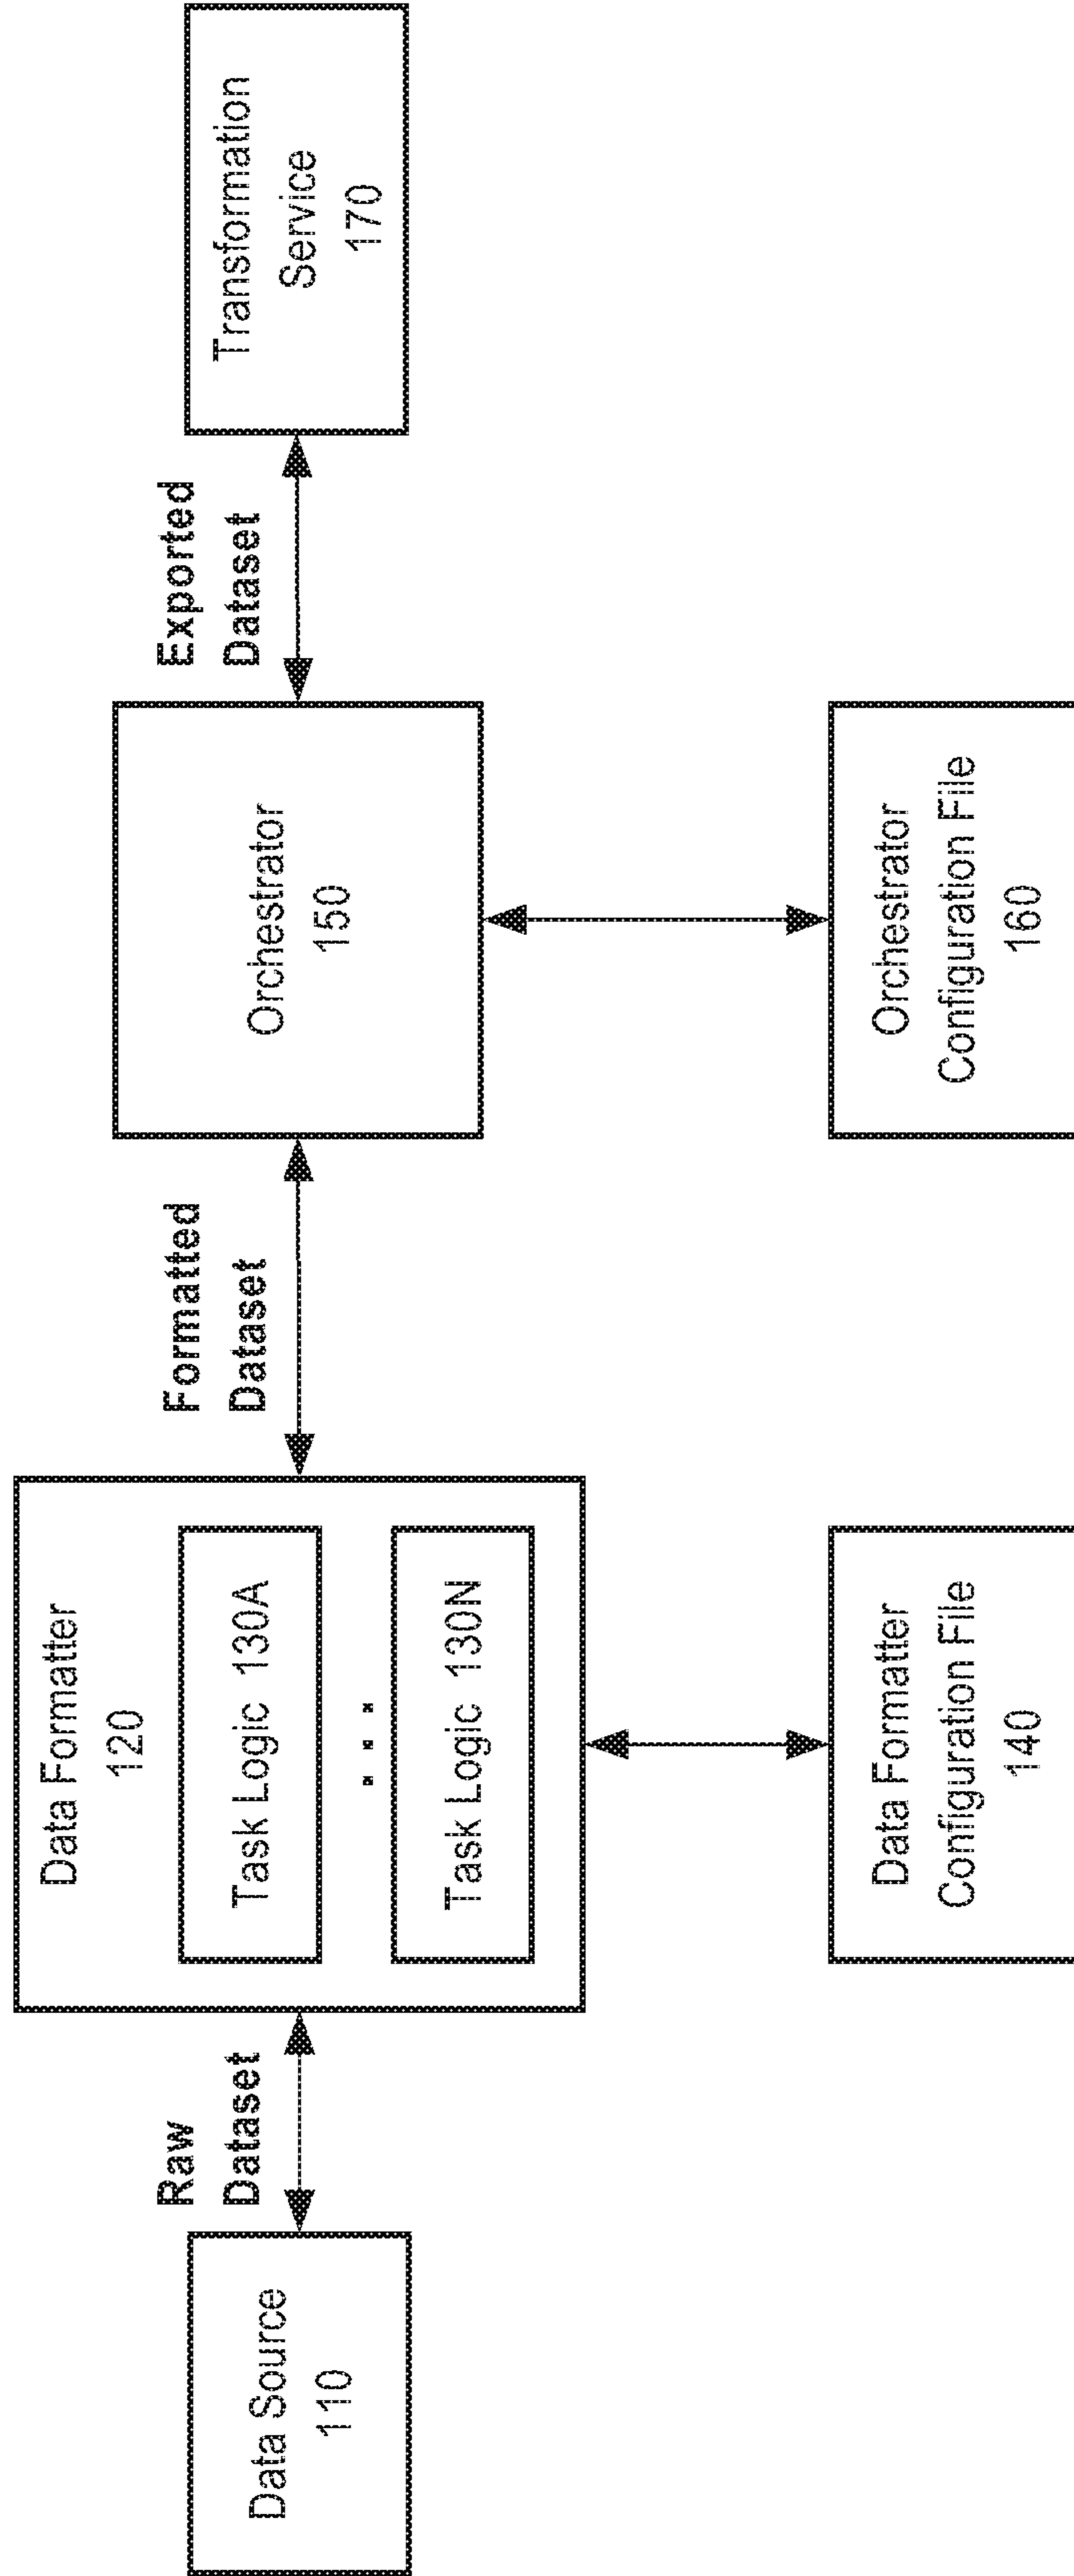 Data Source
110
Raw
Dataset
Data Formatter
120
Task Logic 130A
...
Task Logic 130N
Data Formatter
Configuration File
140
Formatted
Dataset
Orchestrator
150
Orchestrator
Configuration File
160
Exported
Dataset
Transformation
Service
170